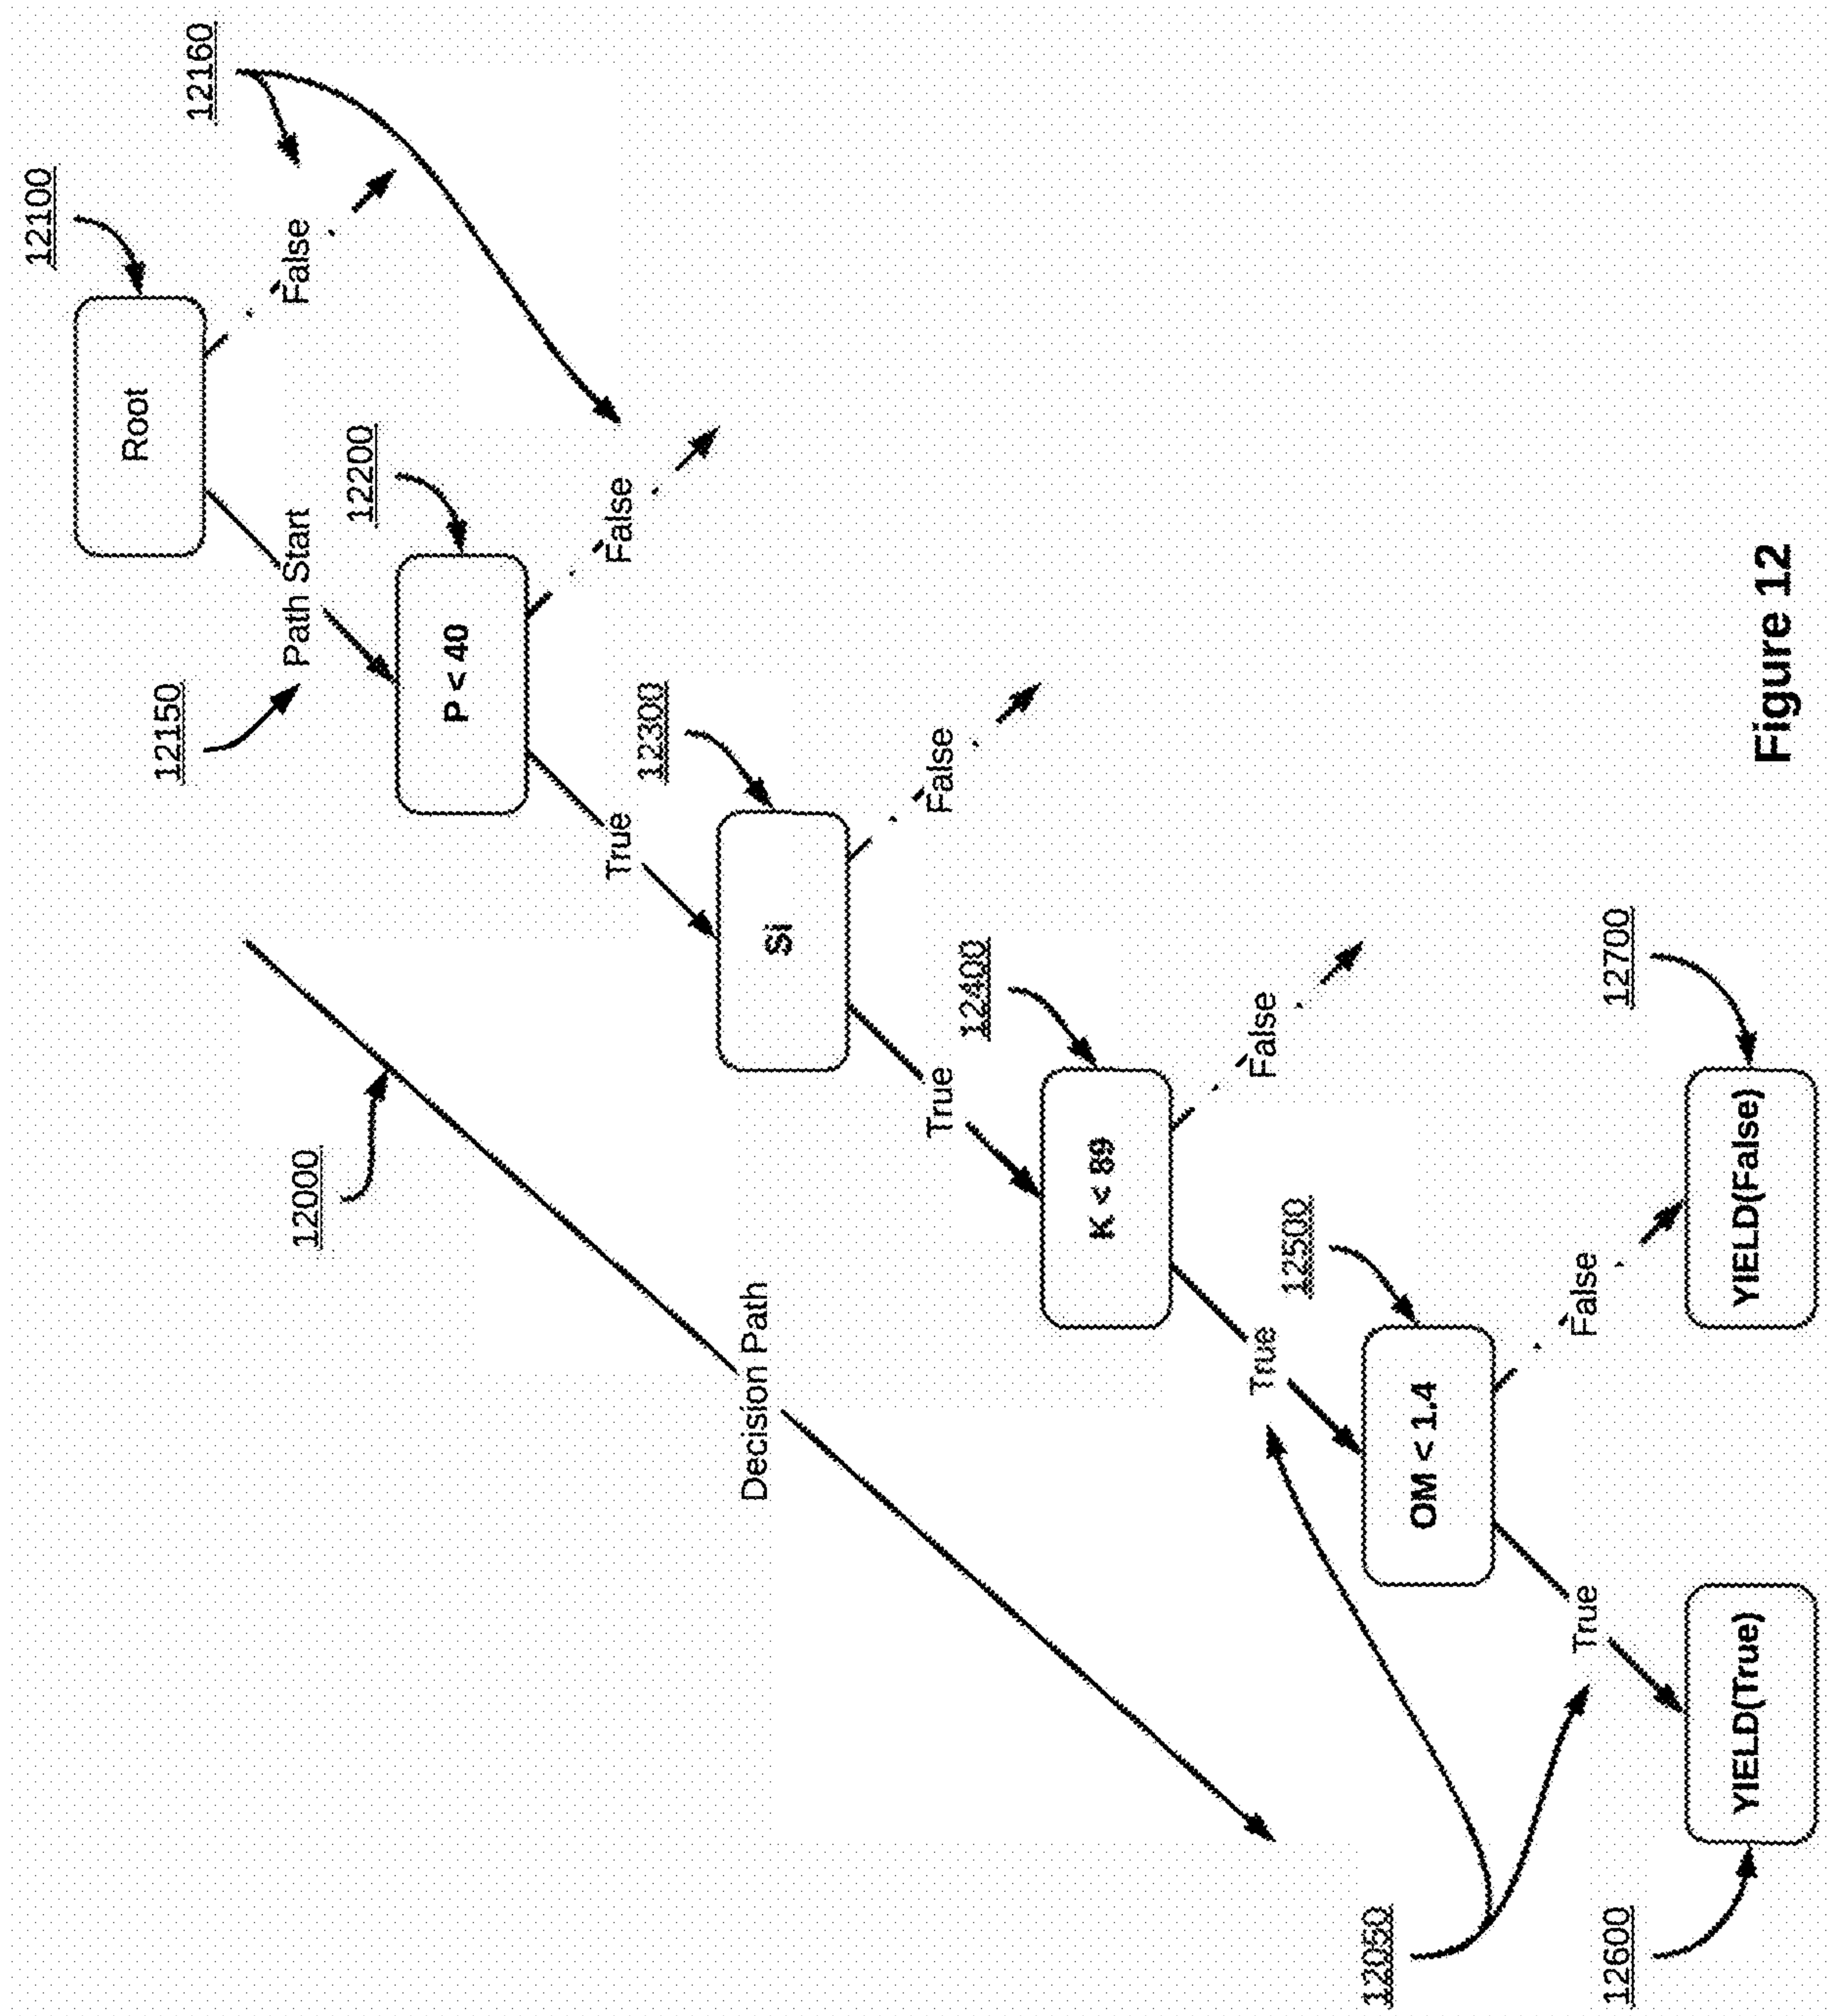 12100
Root
12160
False
12150
Path Start
12200
P < 40
False
True
12300
Si
12000
False
True
12400
K < 89
Decision Path
False
True
12500
OM < 1.4
False
True
12050
12600
YIELD(True)
12700
YIELD(False)
Figure 12